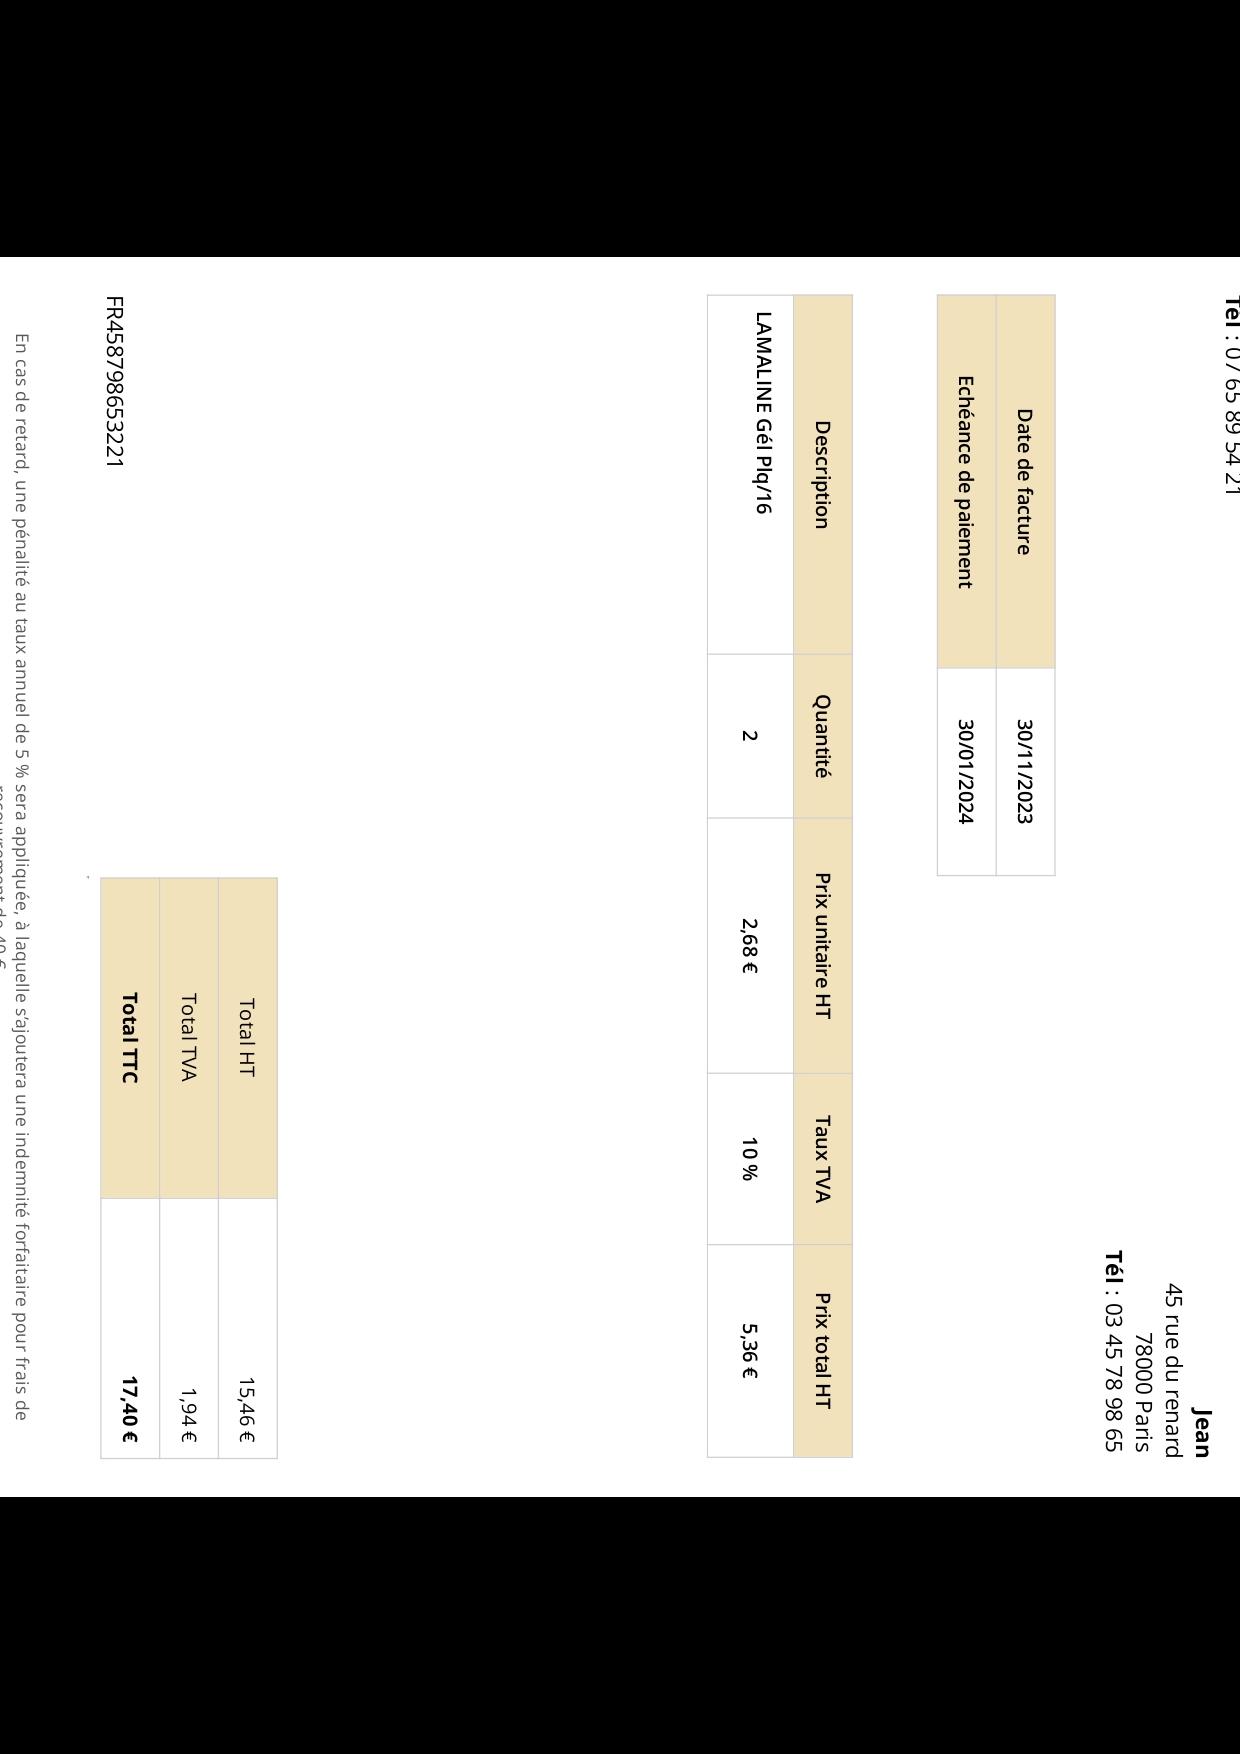 Tél : 07 65 89 54 21
Jean
45 rue du renard
78000 Paris
Tél : 03 45 78 98 65
Date de facture 30/11/2023
Echéance de paiement 30/01/2024
Description Quantité Prix unitaire HT Taux TVA Prix total HT
LAMALINE Gél Plq/16 2 2,68 € 10 % 5,36 €
Total HT 15,46 €
Total TVA 1,94 €
Total TTC 17,40 €
FR458798653221
En cas de retard, une pénalité au taux annuel de 5 % sera appliquée, à laquelle s'ajoutera une indemnité forfaitaire pour frais de
recouvrement de 40 €